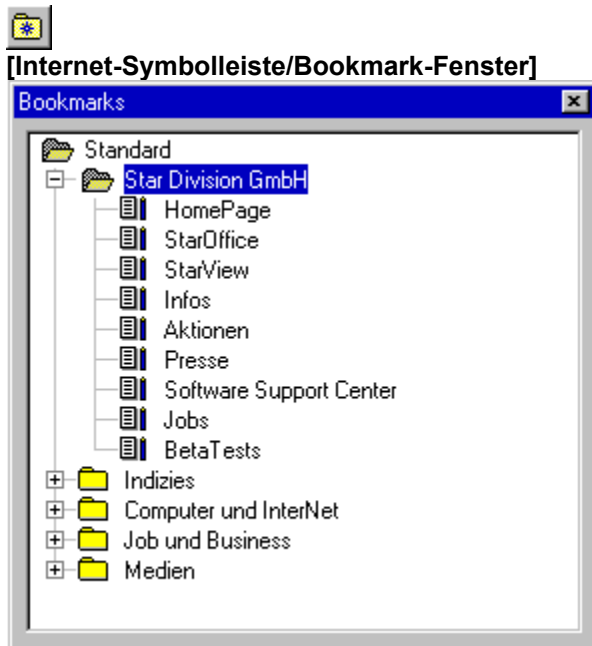 [Internet-Symbolleiste/Bookmark-Fenster]
Bookmarks
Standard
Star Division GmbH
HomePage
StarOffice
StarView
Infos
Aktionen
Presse
Software Support Center
Jobs
BetaTests
Indizies
Computer und InterNet
Job und Business
Medien